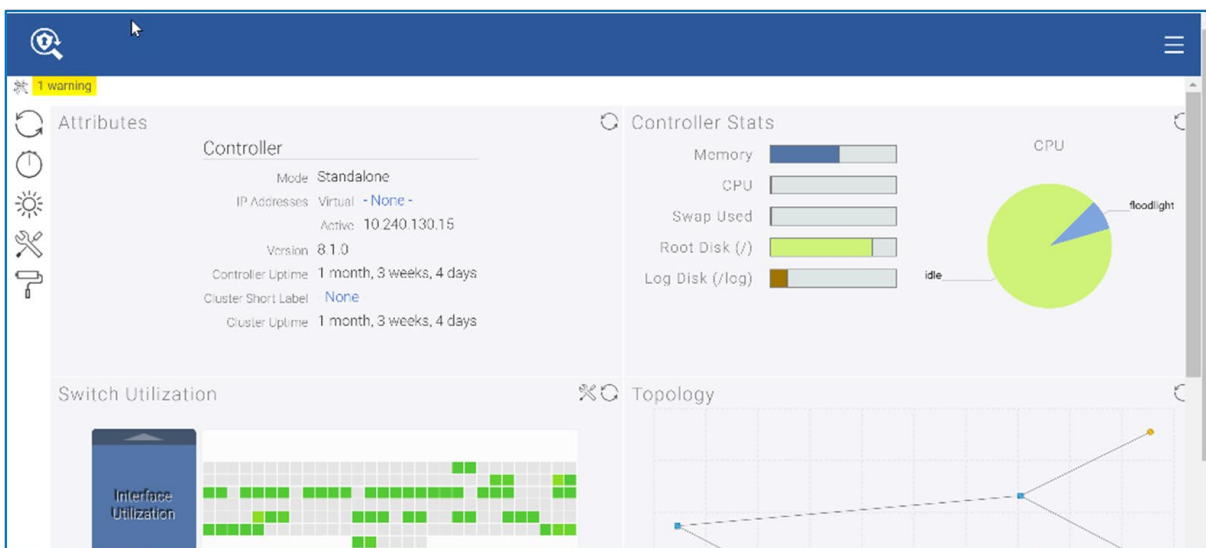 1 warning
Attributes
Controller
Mode Standalone
IP Addresses Virtual - None -
Active 10.240.130.15
Version 8.1.0
Controller Uptime 1 month, 3 weeks, 4 days
Cluster Short Label None
Cluster Uptime 1 month, 3 weeks, 4 days
Controller Stats
Memory
CPU
Swap Used
Root Disk (/)
Log Disk (/log)
CPU
floodlight
idle
Switch Utilization
Interface
Utilization
Topology